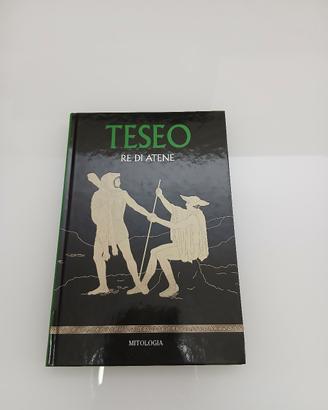 TESEO
RE DI ATENE
MITOLOGIA